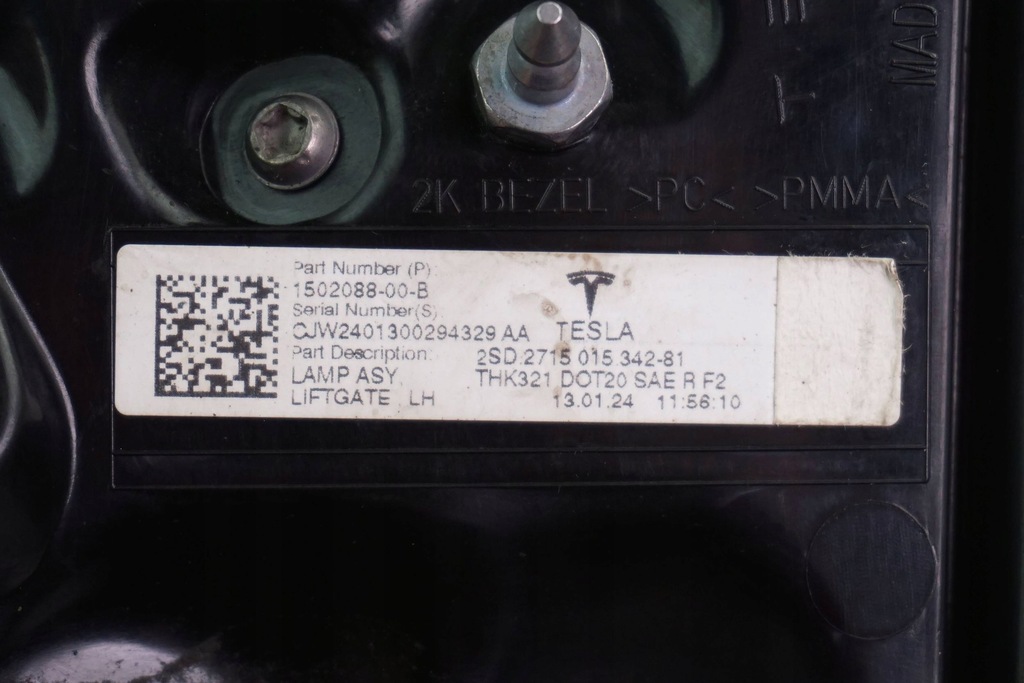 MAD
2K BEZEL >PC< >PMMA<
Part Number (P)
1502088-00-B
Serial Number(S)
CJW2401300294329 AA
TESLA
Part Description:
2SD.2715 015.342-81
LAMP ASY
THK321 DOT20 SAE R F2
LIFTGATE LH
13.01.24 11:56:10